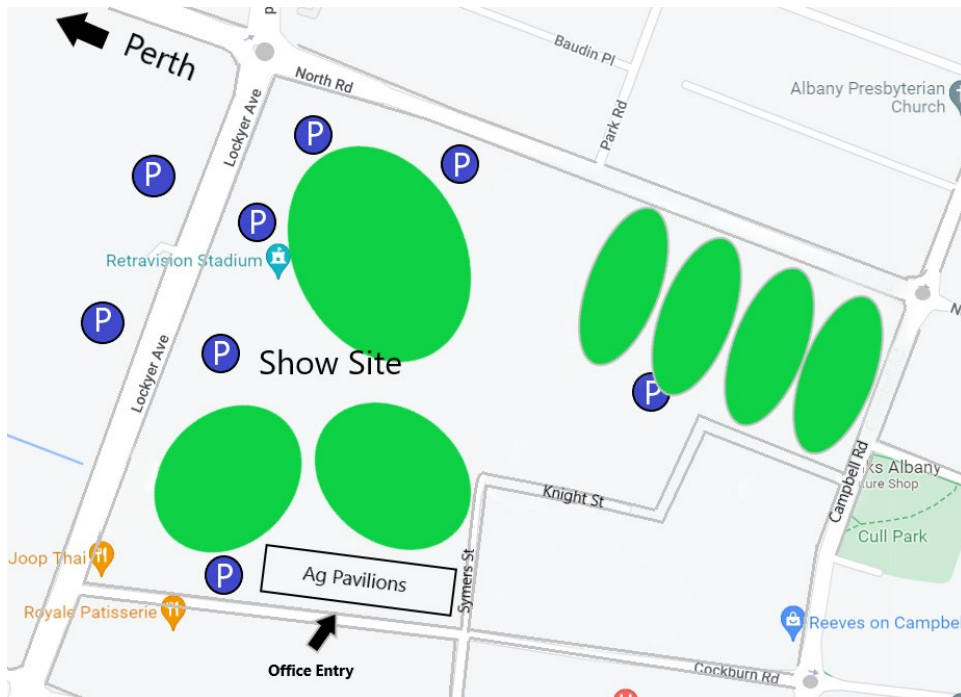 Perth
Baudin Pl
North Rd
Albany Presbyterian
Church
Park Rd
Lockyer Ave
P
P
P
P
Retravision Stadium
P
P
Show Site
P
Lockyer Ave
Campbell Rd
ks Albany
ure Shop
Knight St
Cull Park
Joop Thai
P
Ag Pavilions
Symers St
Royale Patisserie
Reeves on Campbel
Office Entry
Cockburn Rd